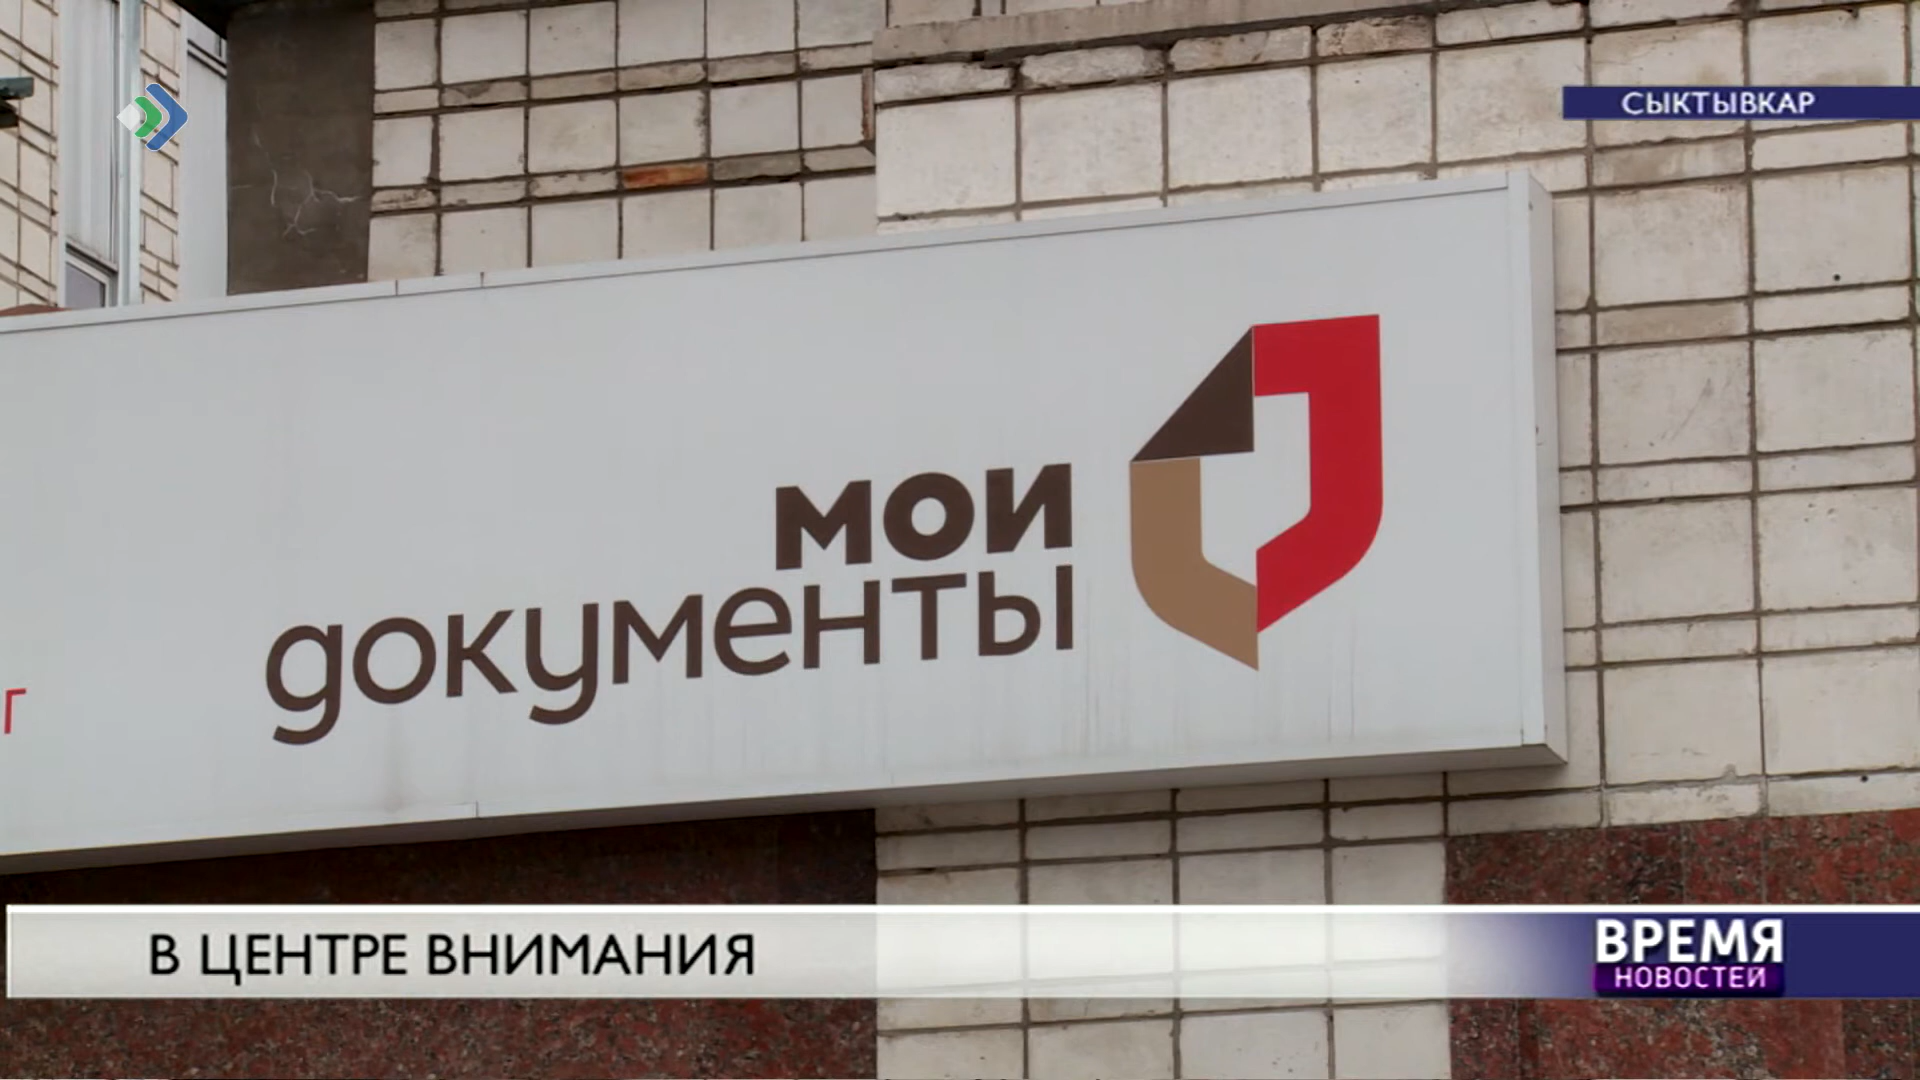 СЫКТЫВКАР
мои
документы
г
В ЦЕНТРЕ ВНИМАНИЯ
ВРЕМЯ
НОВОСТЕЙ